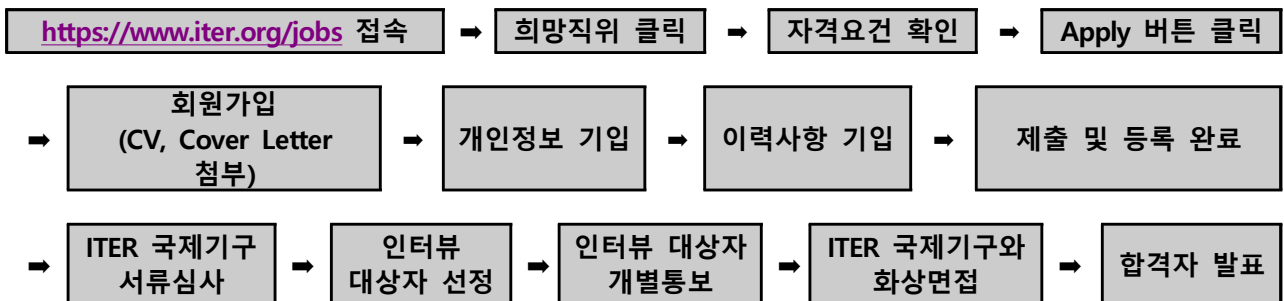 https://www.iter.org/jobs 접속 ➡ 희망직위 클릭 ➡ 자격요건 확인 ➡ Apply 버튼 클릭
➡ 회원가입
(CV, Cover Letter
첨부) ➡ 개인정보 기입 ➡ 이력사항 기입 ➡ 제출 및 등록 완료
➡ ITER 국제기구
서류심사 ➡ 인터뷰
대상자 선정 ➡ 인터뷰 대상자
개별통보 ➡ ITER 국제기구와
화상면접 ➡ 합격자 발표